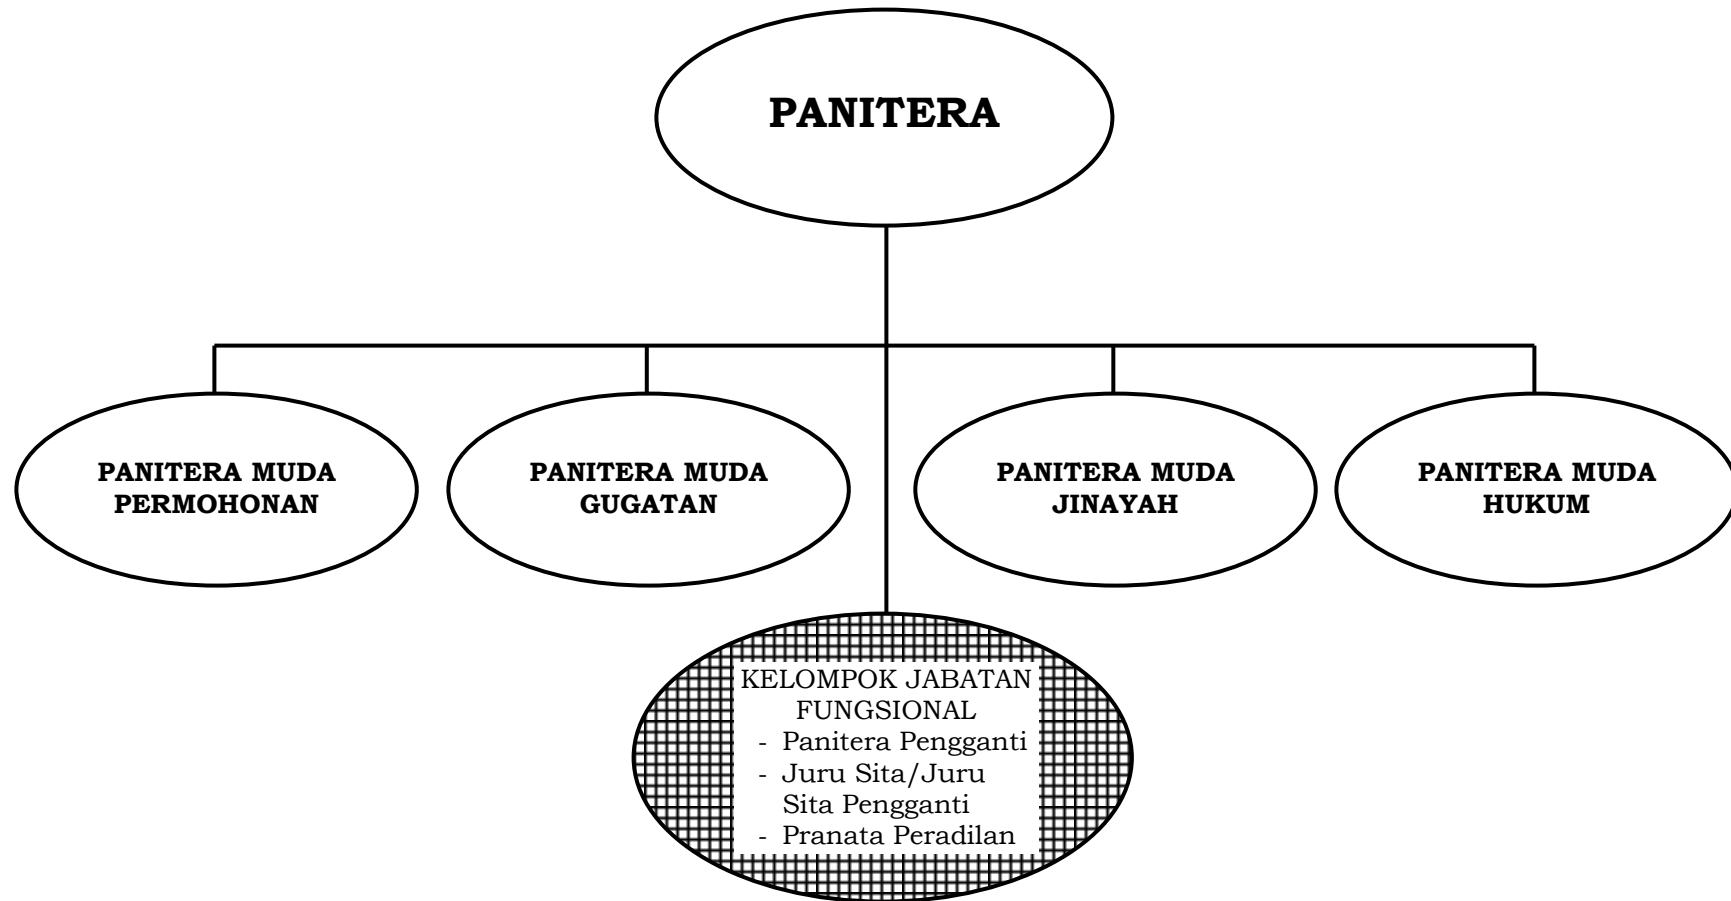 PANITERA
PANITERA MUDA
PERMOHONAN
PANITERA MUDA
GUGATAN
PANITERA MUDA
JINAYAH
PANITERA MUDA
HUKUM
KELOMPOK JABATAN
FUNGSIONAL
- Panitera Pengganti
- Juru Sita/Juru
Sita Pengganti
- Pranata Peradilan